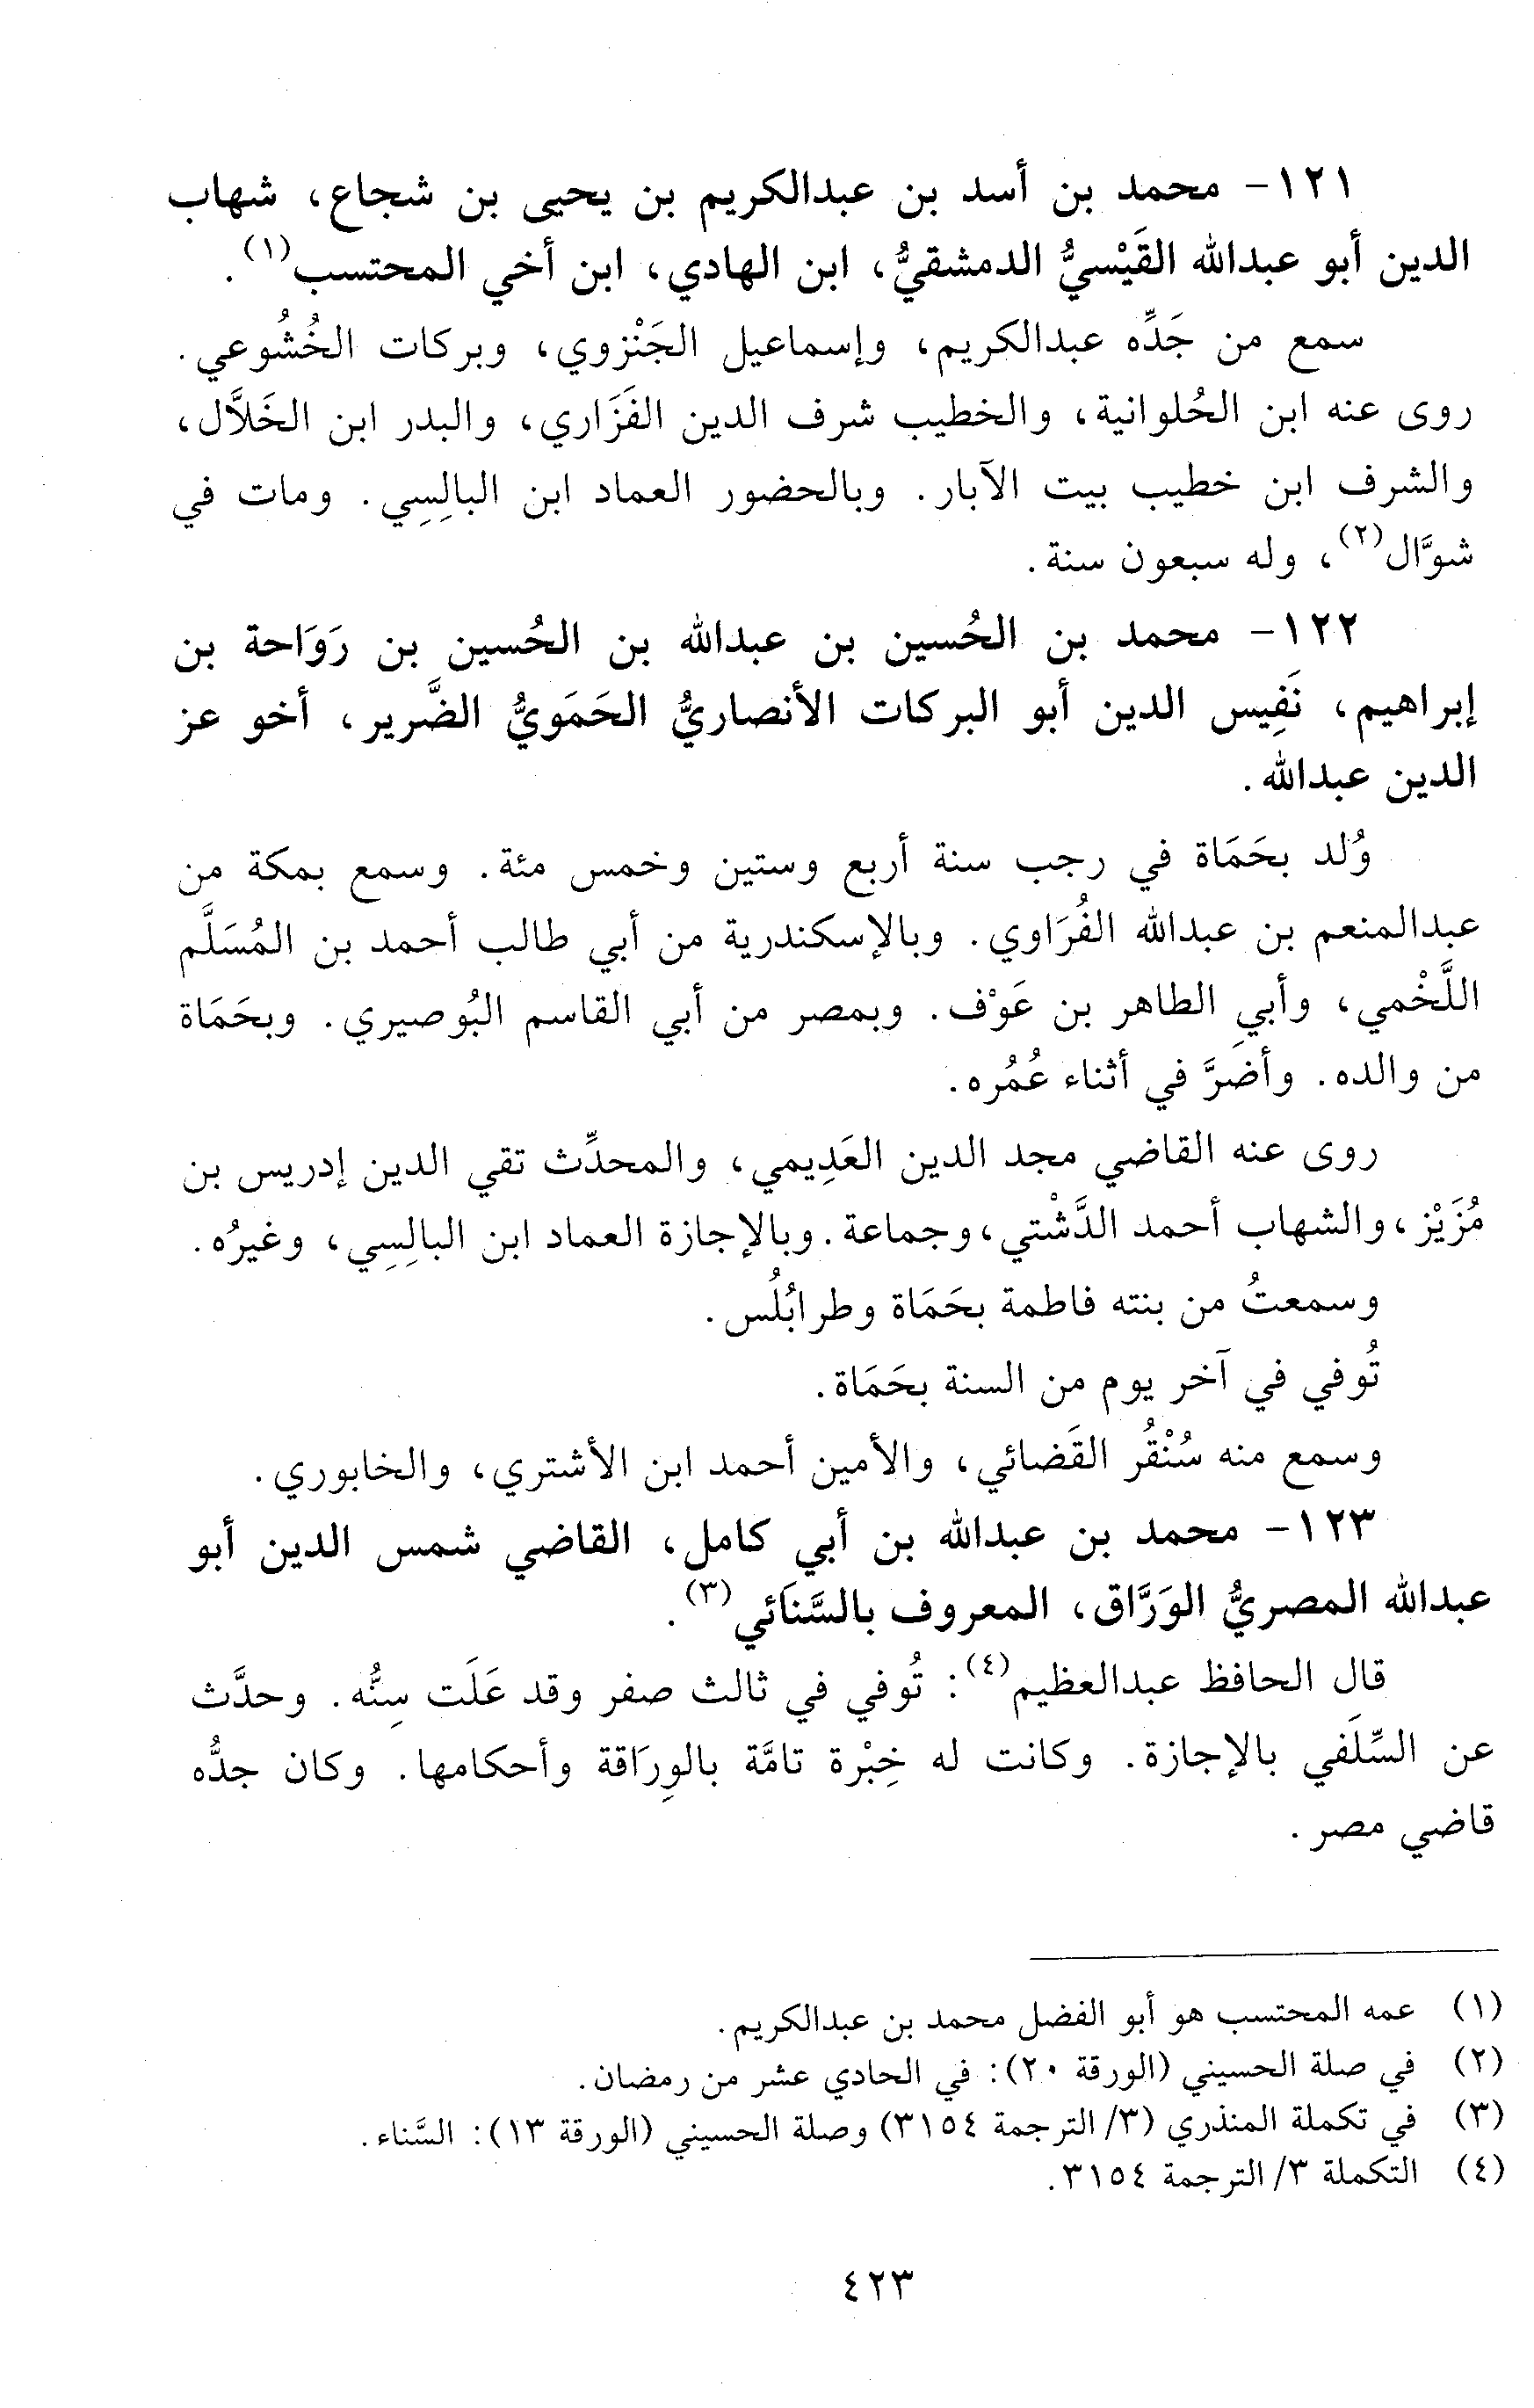 ١٢١- محمد بن أسد بن عبدالكريم بن يحيى بن شجاع، شهاب
الدين أبو عبدالله القَيْسيُّ الدمشقيُّ، ابن الهادي، ابن أخي المحتسب(١).
سمع من جَدِّه عبدالكريم، وإسماعيل الجَنْزوي، وبركات الخُشُوعي.
روى عنه ابن الحُلوانية، والخطيب شرف الدين الفَزَاري، والبدر ابن الخَلاَّل،
والشرف ابن خطيب بيت الآبار. وبالحضور العماد ابن البالِسِي. ومات في
شوَّال(٢)، وله سبعون سنة.
١٢٢- محمد بن الحُسين بن عبدالله بن الحُسين بن رَوَاحة بن
إبراهيم، نَفِيس الدين أبو البركات الأنصاريُّ الحَمَويُّ الضَّرير، أخو عز
الدين عبدالله.
وُلد بحَمَاة في رجب سنة أربع وستين وخمس مئة. وسمع بمكة من
عبدالمنعم بن عبدالله الفُرَاوي. وبالإسكندرية من أبي طالب أحمد بن المُسَلَّم
اللَّخْمي، وأبي الطاهر بن عَوْف. وبمصر من أبي القاسم البُوصيري. وبحَمَاة
من والده. وأضَرَّ في أثناء عُمُره.
روى عنه القاضي مجد الدين العَدِيمي، والمحدِّث تقي الدين إدريس بن
مُزَيْز، والشهاب أحمد الدَّشْتي، وجماعة. وبالإجازة العماد ابن البالِسِي، وغيرُه.
وسمعتُ من بنته فاطمة بحَمَاة وطرابُلُس.
تُوفي في آخر يوم من السنة بحَمَاة.
وسمع منه سُنْقُر القَضائي، والأمين أحمد ابن الأشتري، والخابوري.
١٢٣- محمد بن عبدالله بن أبي كامل، القاضي شمس الدين أبو
عبدالله المصريُّ الوَرَّاق، المعروف بالسَّنَائي(٣).
قال الحافظ عبدالعظيم(٤): تُوفي في ثالث صفر وقد عَلَت سِنُّه. وحدَّث
عن السِّلَفي بالإجازة. وكانت له خِبْرة تامَّة بالوِرَاقة وأحكامها. وكان جدُّه
قاضي مصر.
(١) عمه المحتسب هو أبو الفضل محمد بن عبدالكريم.
(٢) في صلة الحسيني (الورقة ٢٠): في الحادي عشر من رمضان.
(٣) في تكملة المنذري (٣/ الترجمة ٣١٥٤) وصلة الحسيني (الورقة ١٣): السَّناء.
(٤) التكملة ٣/ الترجمة ٣١٥٤.
٤٢٣